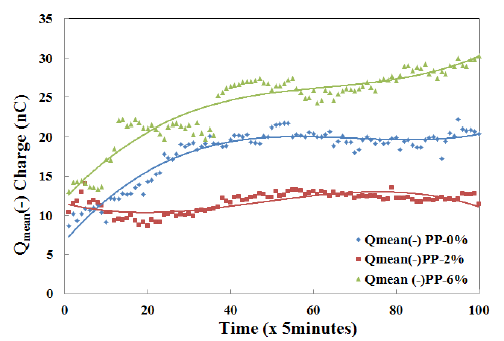 35
30
25
20
15
10
5
0
Qmean(-) Charge (nC)
0 20 40 60 80 100
Time (x 5minutes)
Qmean(-) PP-0%
Qmean(-)PP-2%
Qmean (-)PP-6%